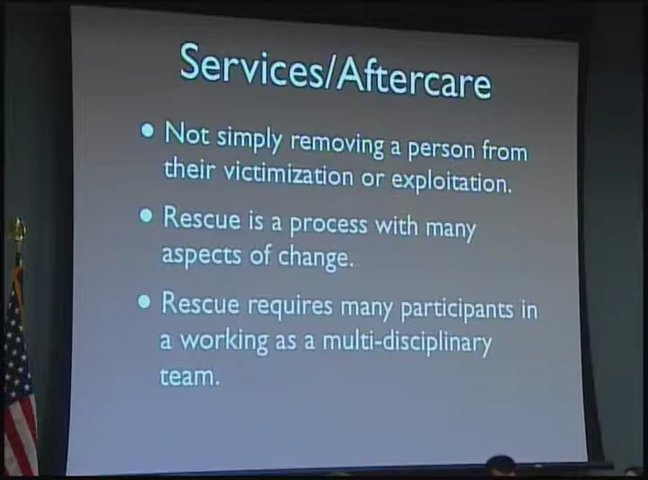 Services/Aftercare
• Not simply removing a person from
their victimization or exploitation.
• Rescue is a process with many
aspects of change.
• Rescue requires many participants in
a working as a multi-disciplinary
team.